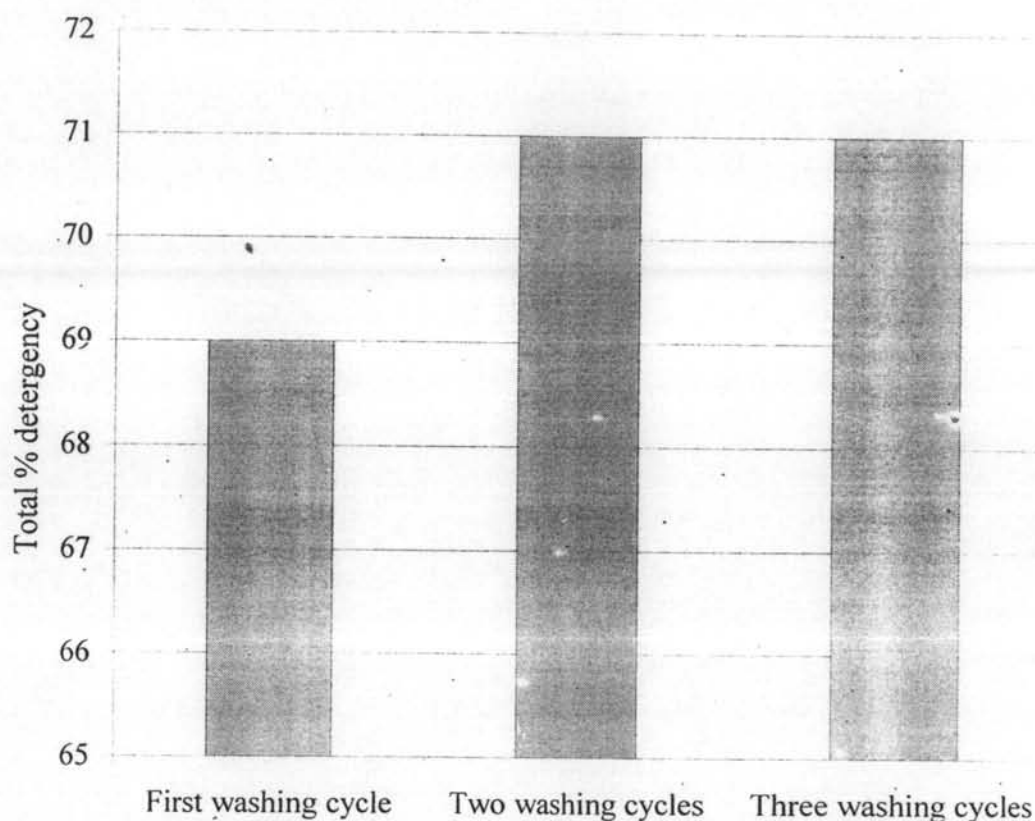 72
71
70
69
68
67
66
65
Total % detergency
First washing cycle
Two washing cycles
Three washing cycles